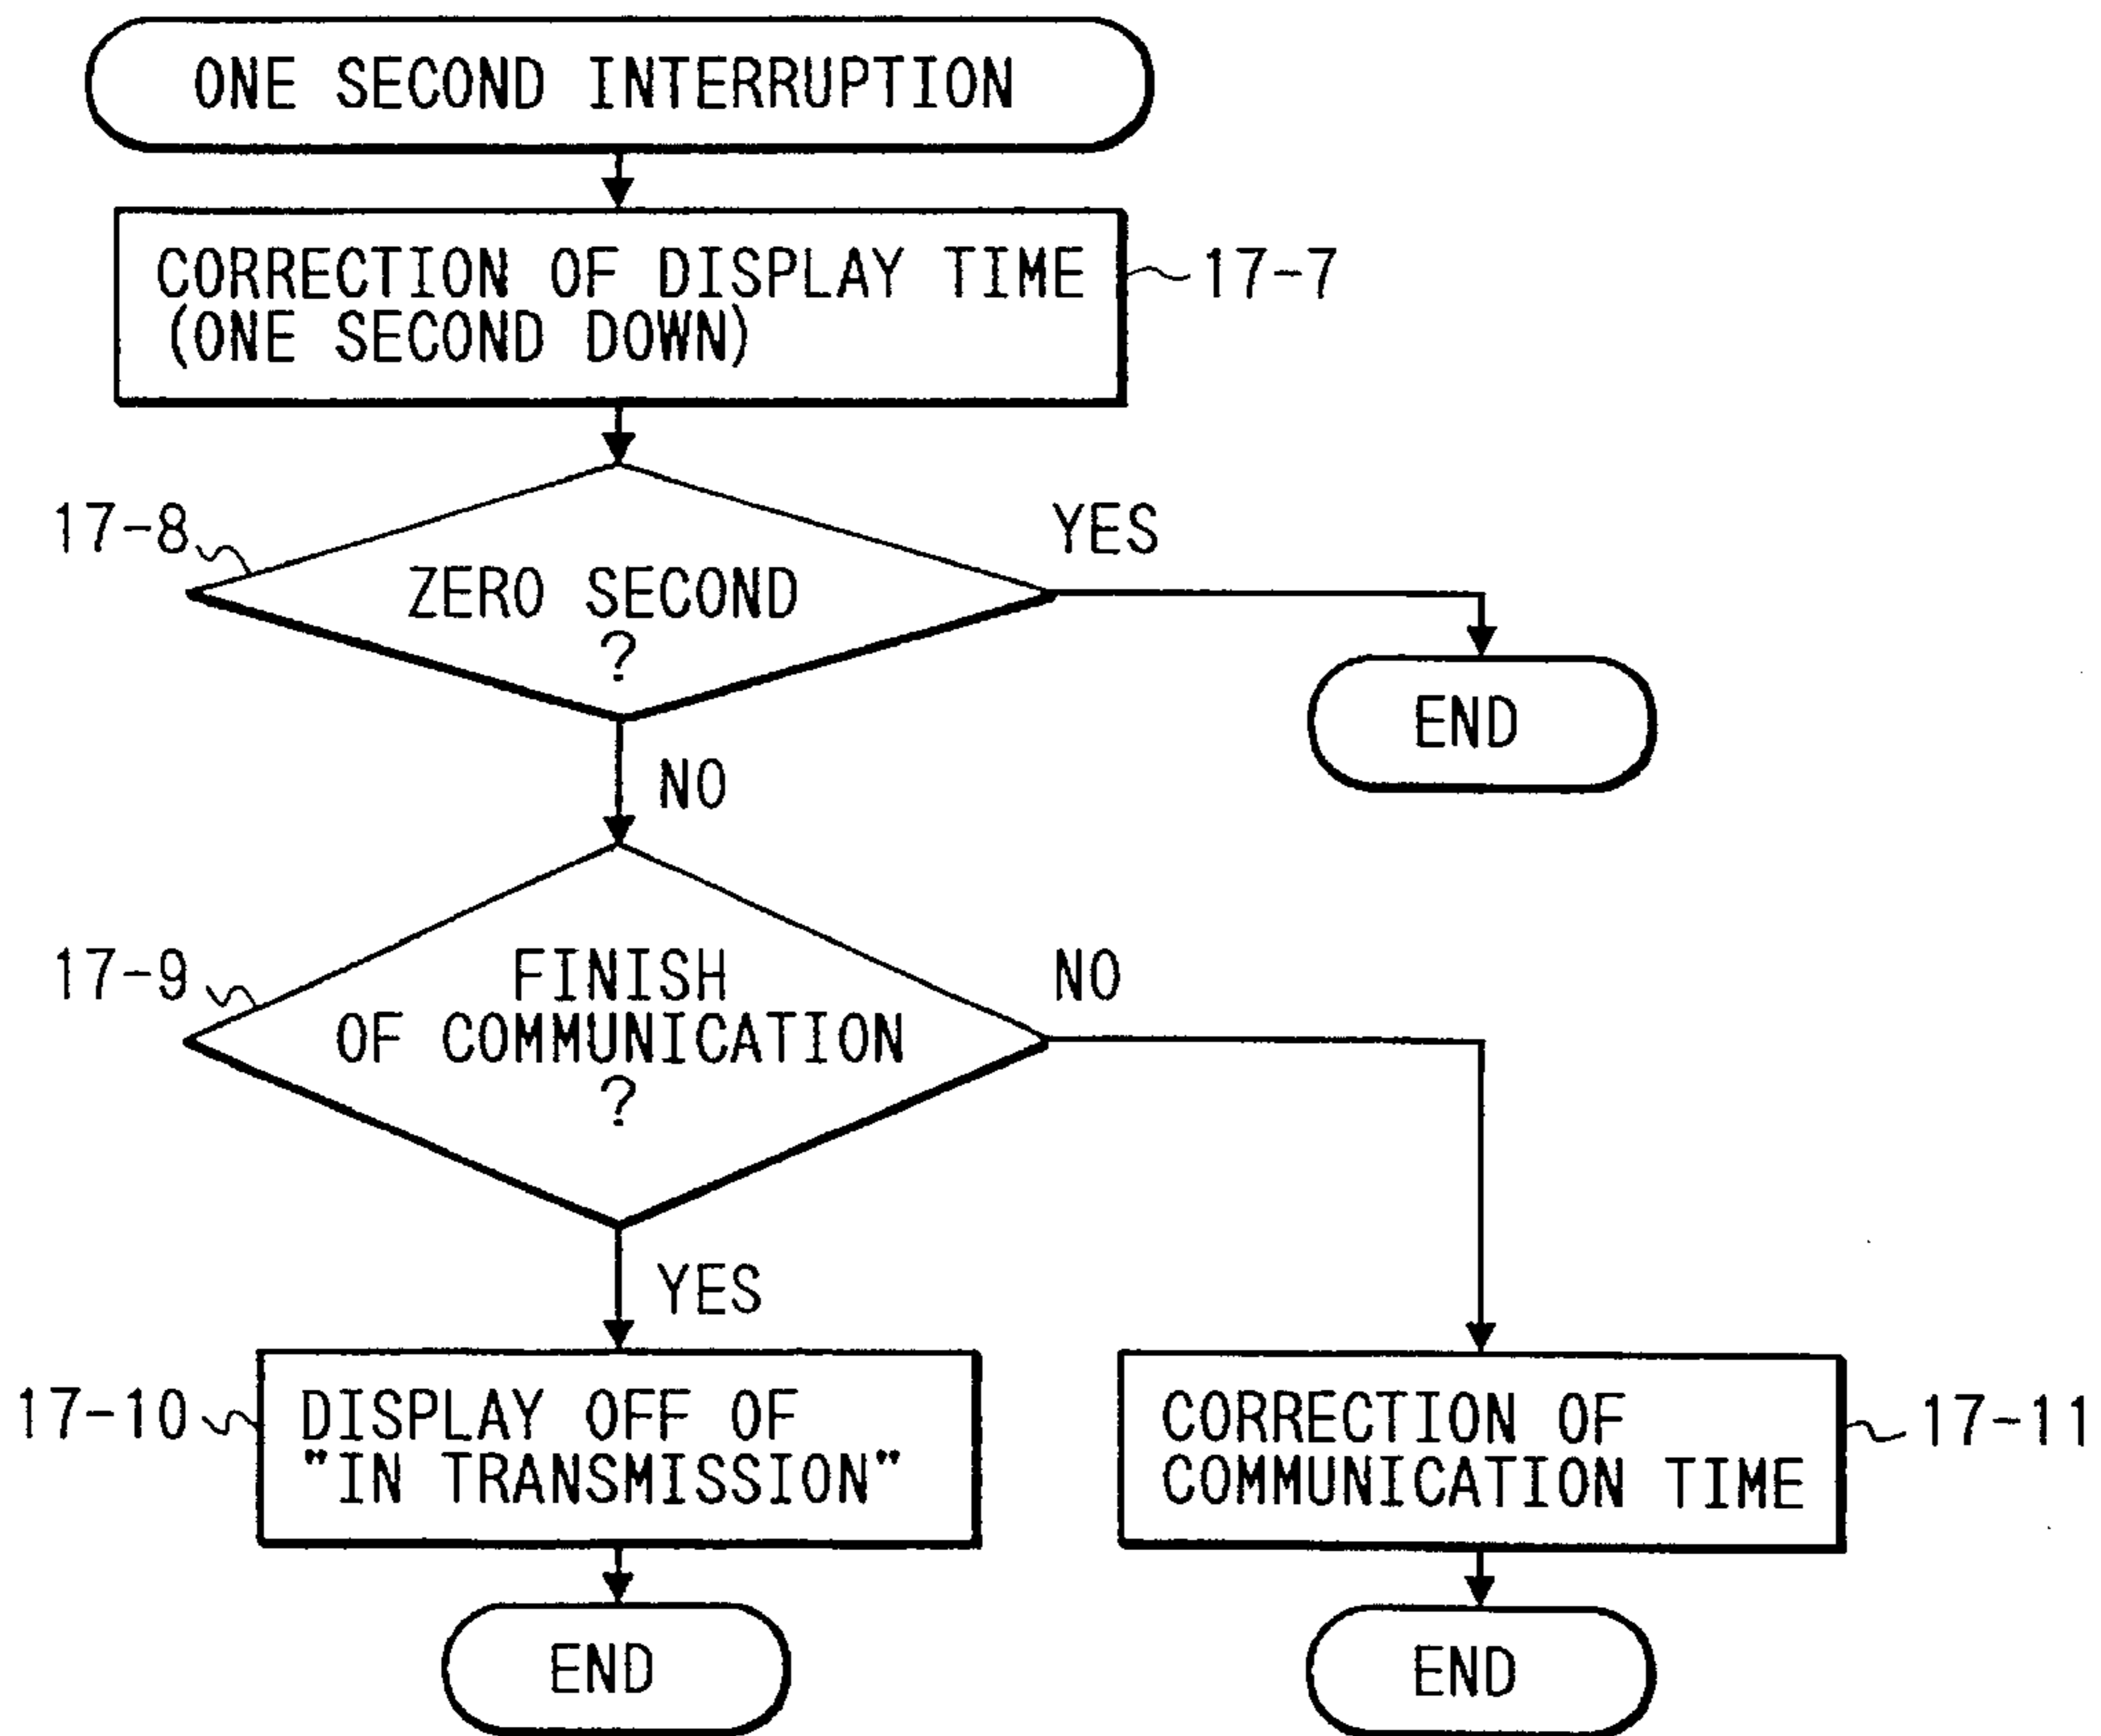 ONE SECOND INTERRUPTION
CORRECTION OF DISPLAY TIME
(ONE SECOND DOWN)
17-7
17-8
ZERO SECOND
?
YES
END
NO
17-9
FINISH
OF COMMUNICATION
?
NO
YES
17-10
DISPLAY OFF OF
"IN TRANSMISSION"
CORRECTION OF
COMMUNICATION TIME
17-11
END
END